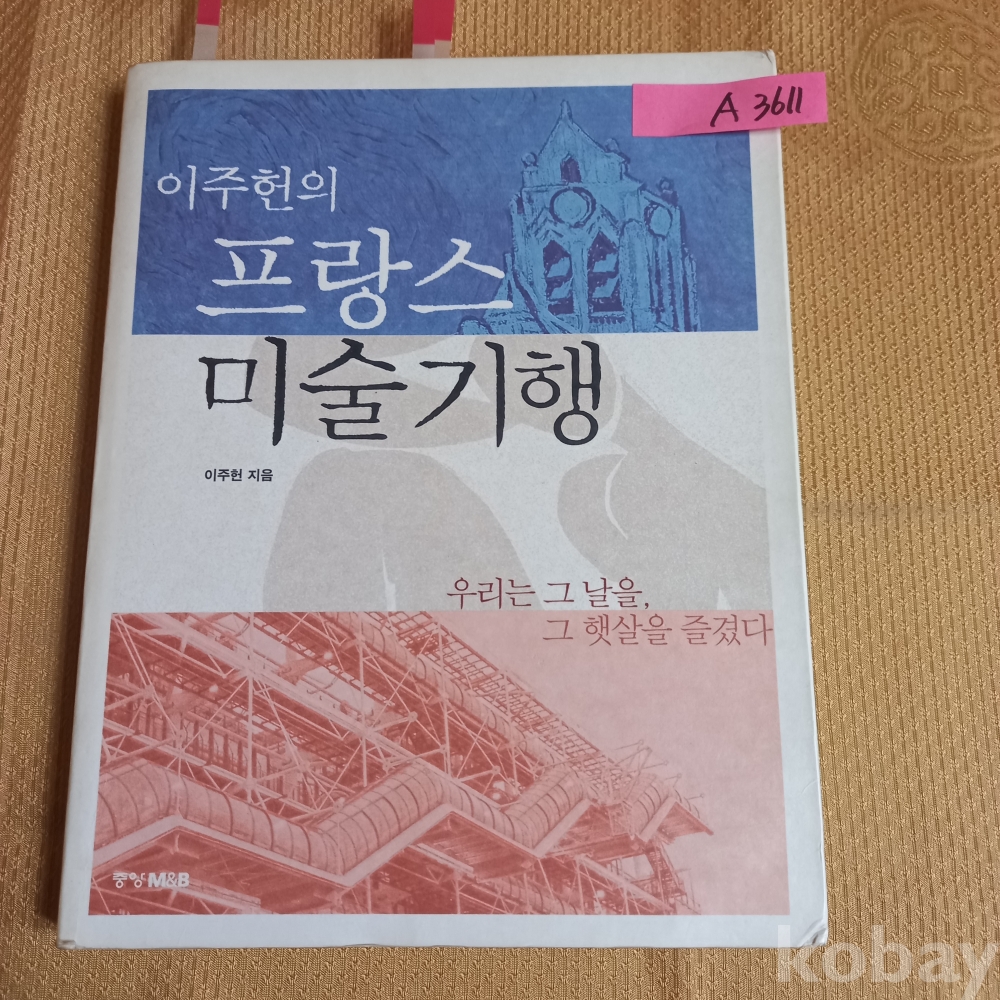 A 3611
이주헌의
프랑스
미술기행
이주헌 지음
우리는 그 날을,
그 햇살을 즐겼다
중앙M&B
kobay